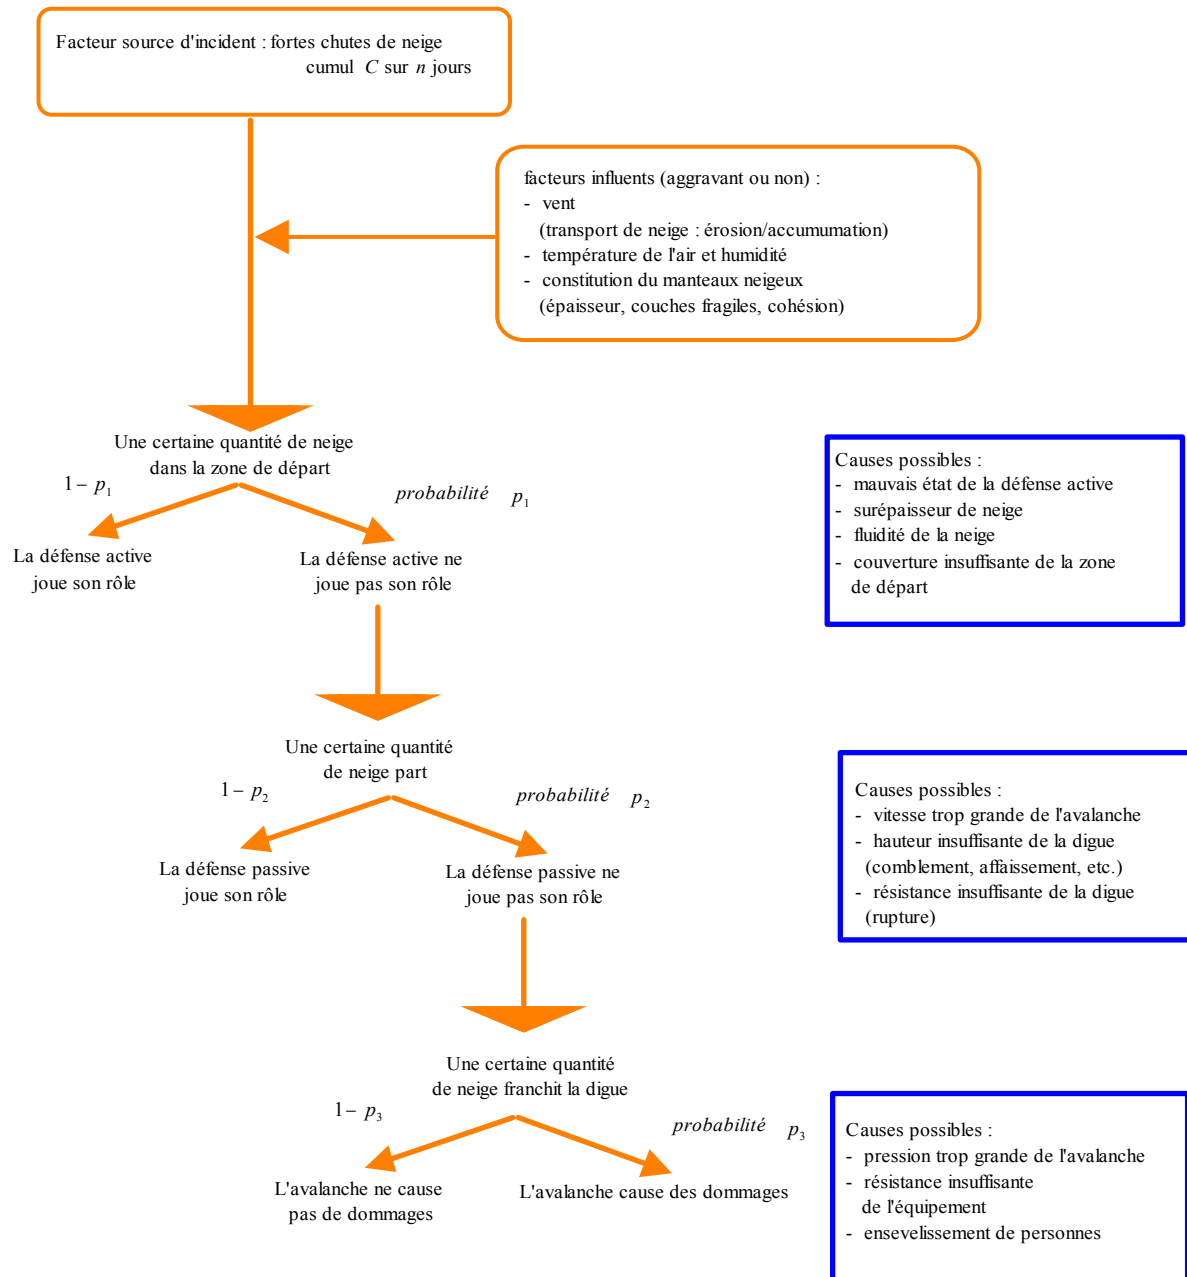 Facteur source d'incident : fortes chutes de neige
cumul C sur n jours
facteurs influents (aggravant ou non) :
- vent
(transport de neige : érosion/accumumation)
- température de l'air et humidité
- constitution du manteaux neigeux
(épaisseur, couches fragiles, cohésion)
Une certaine quantité de neige
dans la zone de départ
1 – p1
probabilité p1
La défense active
joue son rôle
La défense active ne
joue pas son rôle
Causes possibles :
- mauvais état de la défense active
- surépaisseur de neige
- fluidité de la neige
- couverture insuffisante de la zone
de départ
Une certaine quantité
de neige part
1 – p2
probabilité p2
La défense passive
joue son rôle
La défense passive ne
joue pas son rôle
Causes possibles :
- vitesse trop grande de l'avalanche
- hauteur insuffisante de la digue
(comblement, affaissement, etc.)
- résistance insuffisante de la digue
(rupture)
Une certaine quantité
de neige franchit la digue
1 – p3
probabilité p3
L'avalanche ne cause
pas de dommages
L'avalanche cause des dommages
Causes possibles :
- pression trop grande de l'avalanche
- résistance insuffisante
de l'équipement
- ensevelissement de personnes